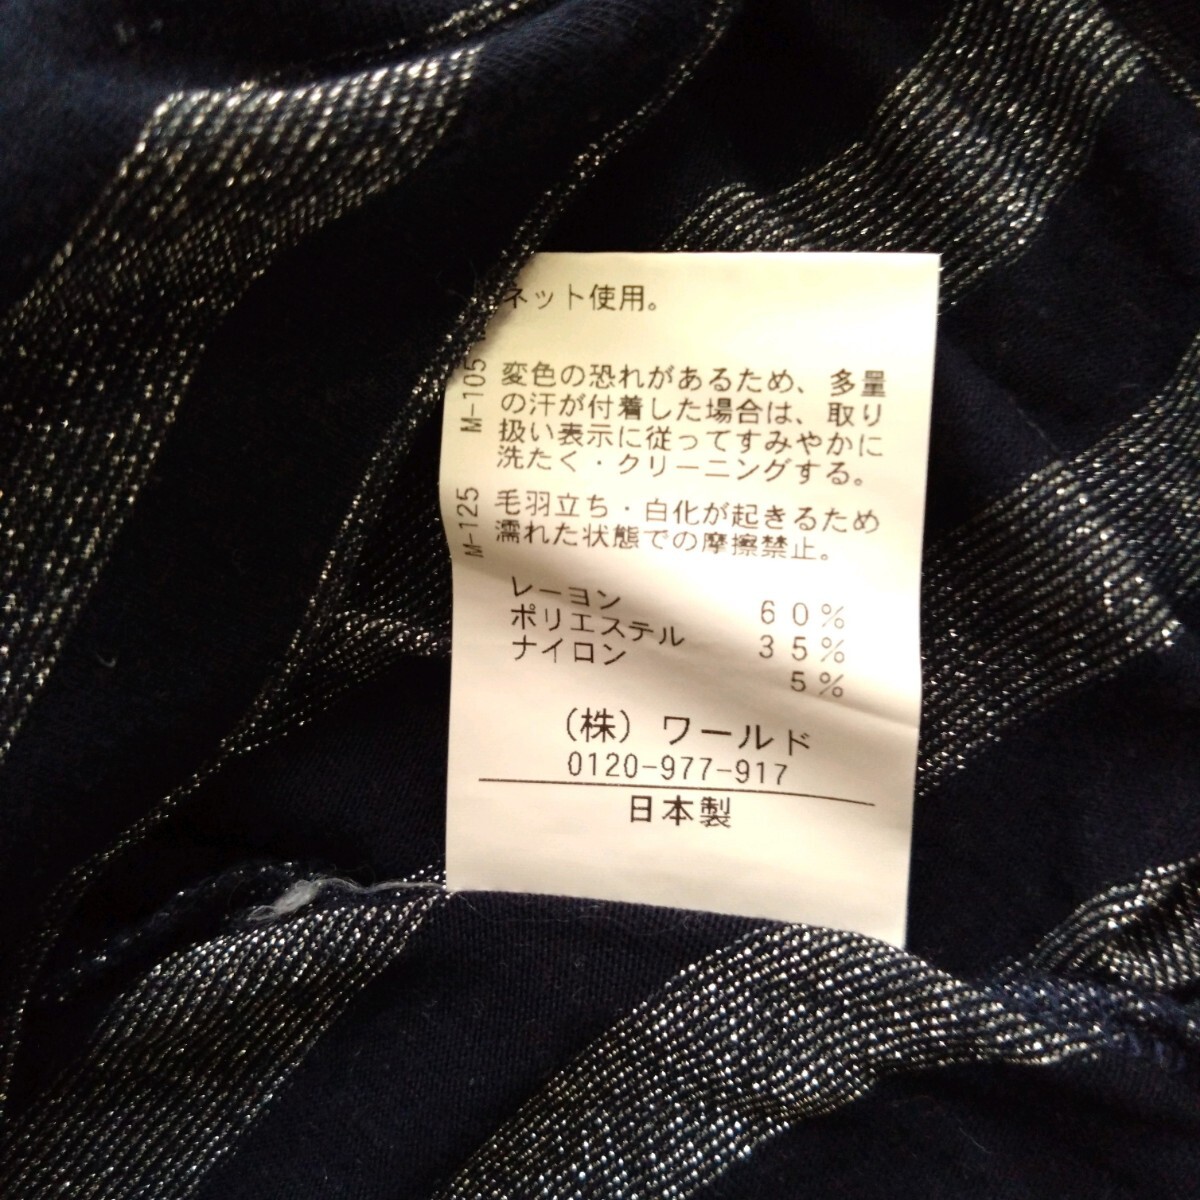 ネット使用。
M-105
変色の恐れがあるため、多量
の汗が付着した場合は、取り
扱い表示に従ってすみやかに
洗たく・クリーニングする。
M-125
毛羽立ち・白化が起きるため
濡れた状態での摩擦禁止。
レーヨン 60%
ポリエステル 35%
ナイロン 5%
(株)ワールド
0120-977-917
日本製